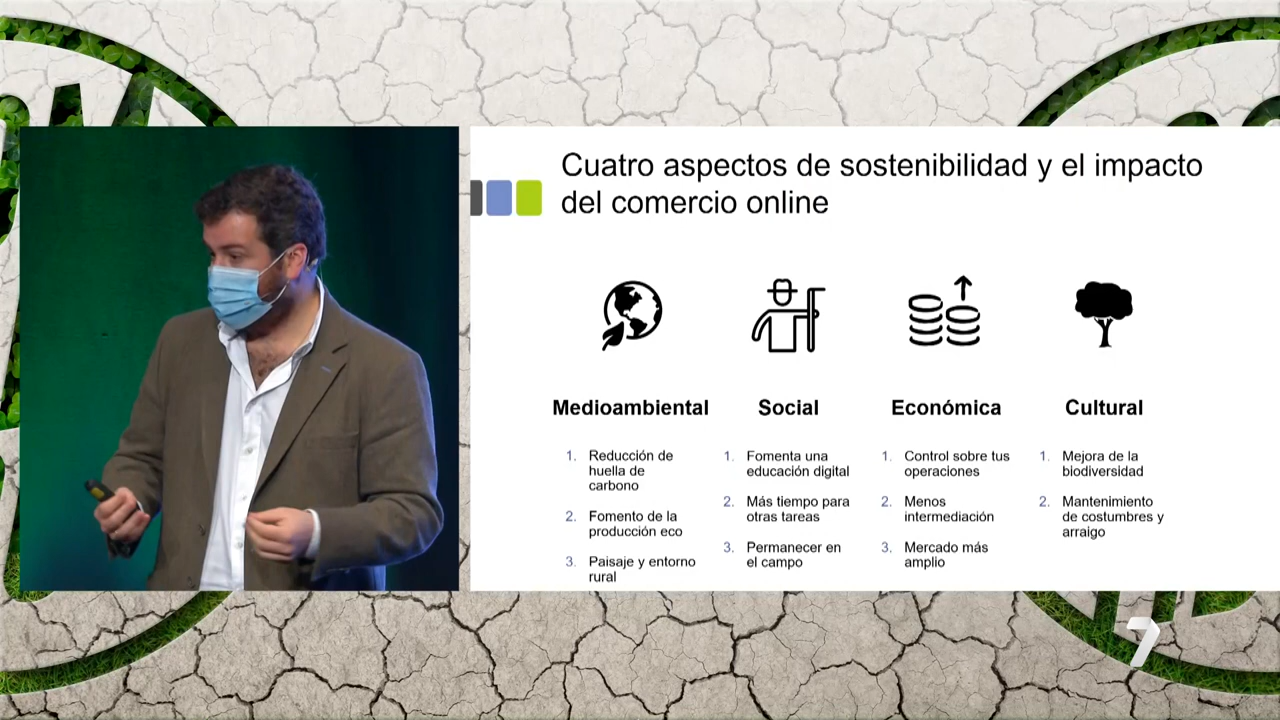 Cuatro aspectos de sostenibilidad y el impacto
del comercio online
Medioambiental
1. Reducción de
huella de
carbono
2. Fomento de la
producción eco
3. Paisaje y entorno
rural
Social
1. Fomenta una
educación digital
2. Más tiempo para
otras tareas
3. Permanecer en
el campo
Económica
1. Control sobre tus
operaciones
2. Menos
intermediación
3. Mercado más
amplio
Cultural
1. Mejora de la
biodiversidad
2. Mantenimiento
de costumbres y
arraigo
7